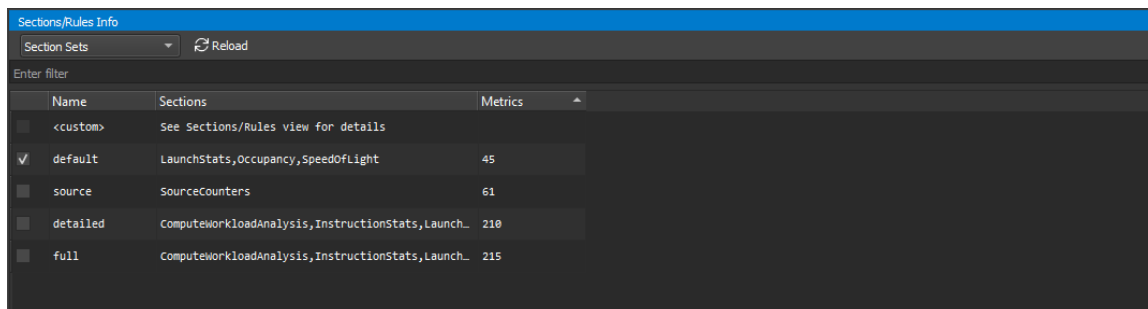 Sections/Rules Info
Section Sets Reload
Enter filter
Name Sections Metrics
<custom> See Sections/Rules view for details
default LaunchStats,Occupancy,SpeedOfLight 45
source SourceCounters 61
detailed ComputeWorkloadAnalysis,InstructionStats,Launch… 210
full ComputeWorkloadAnalysis,InstructionStats,Launch… 215